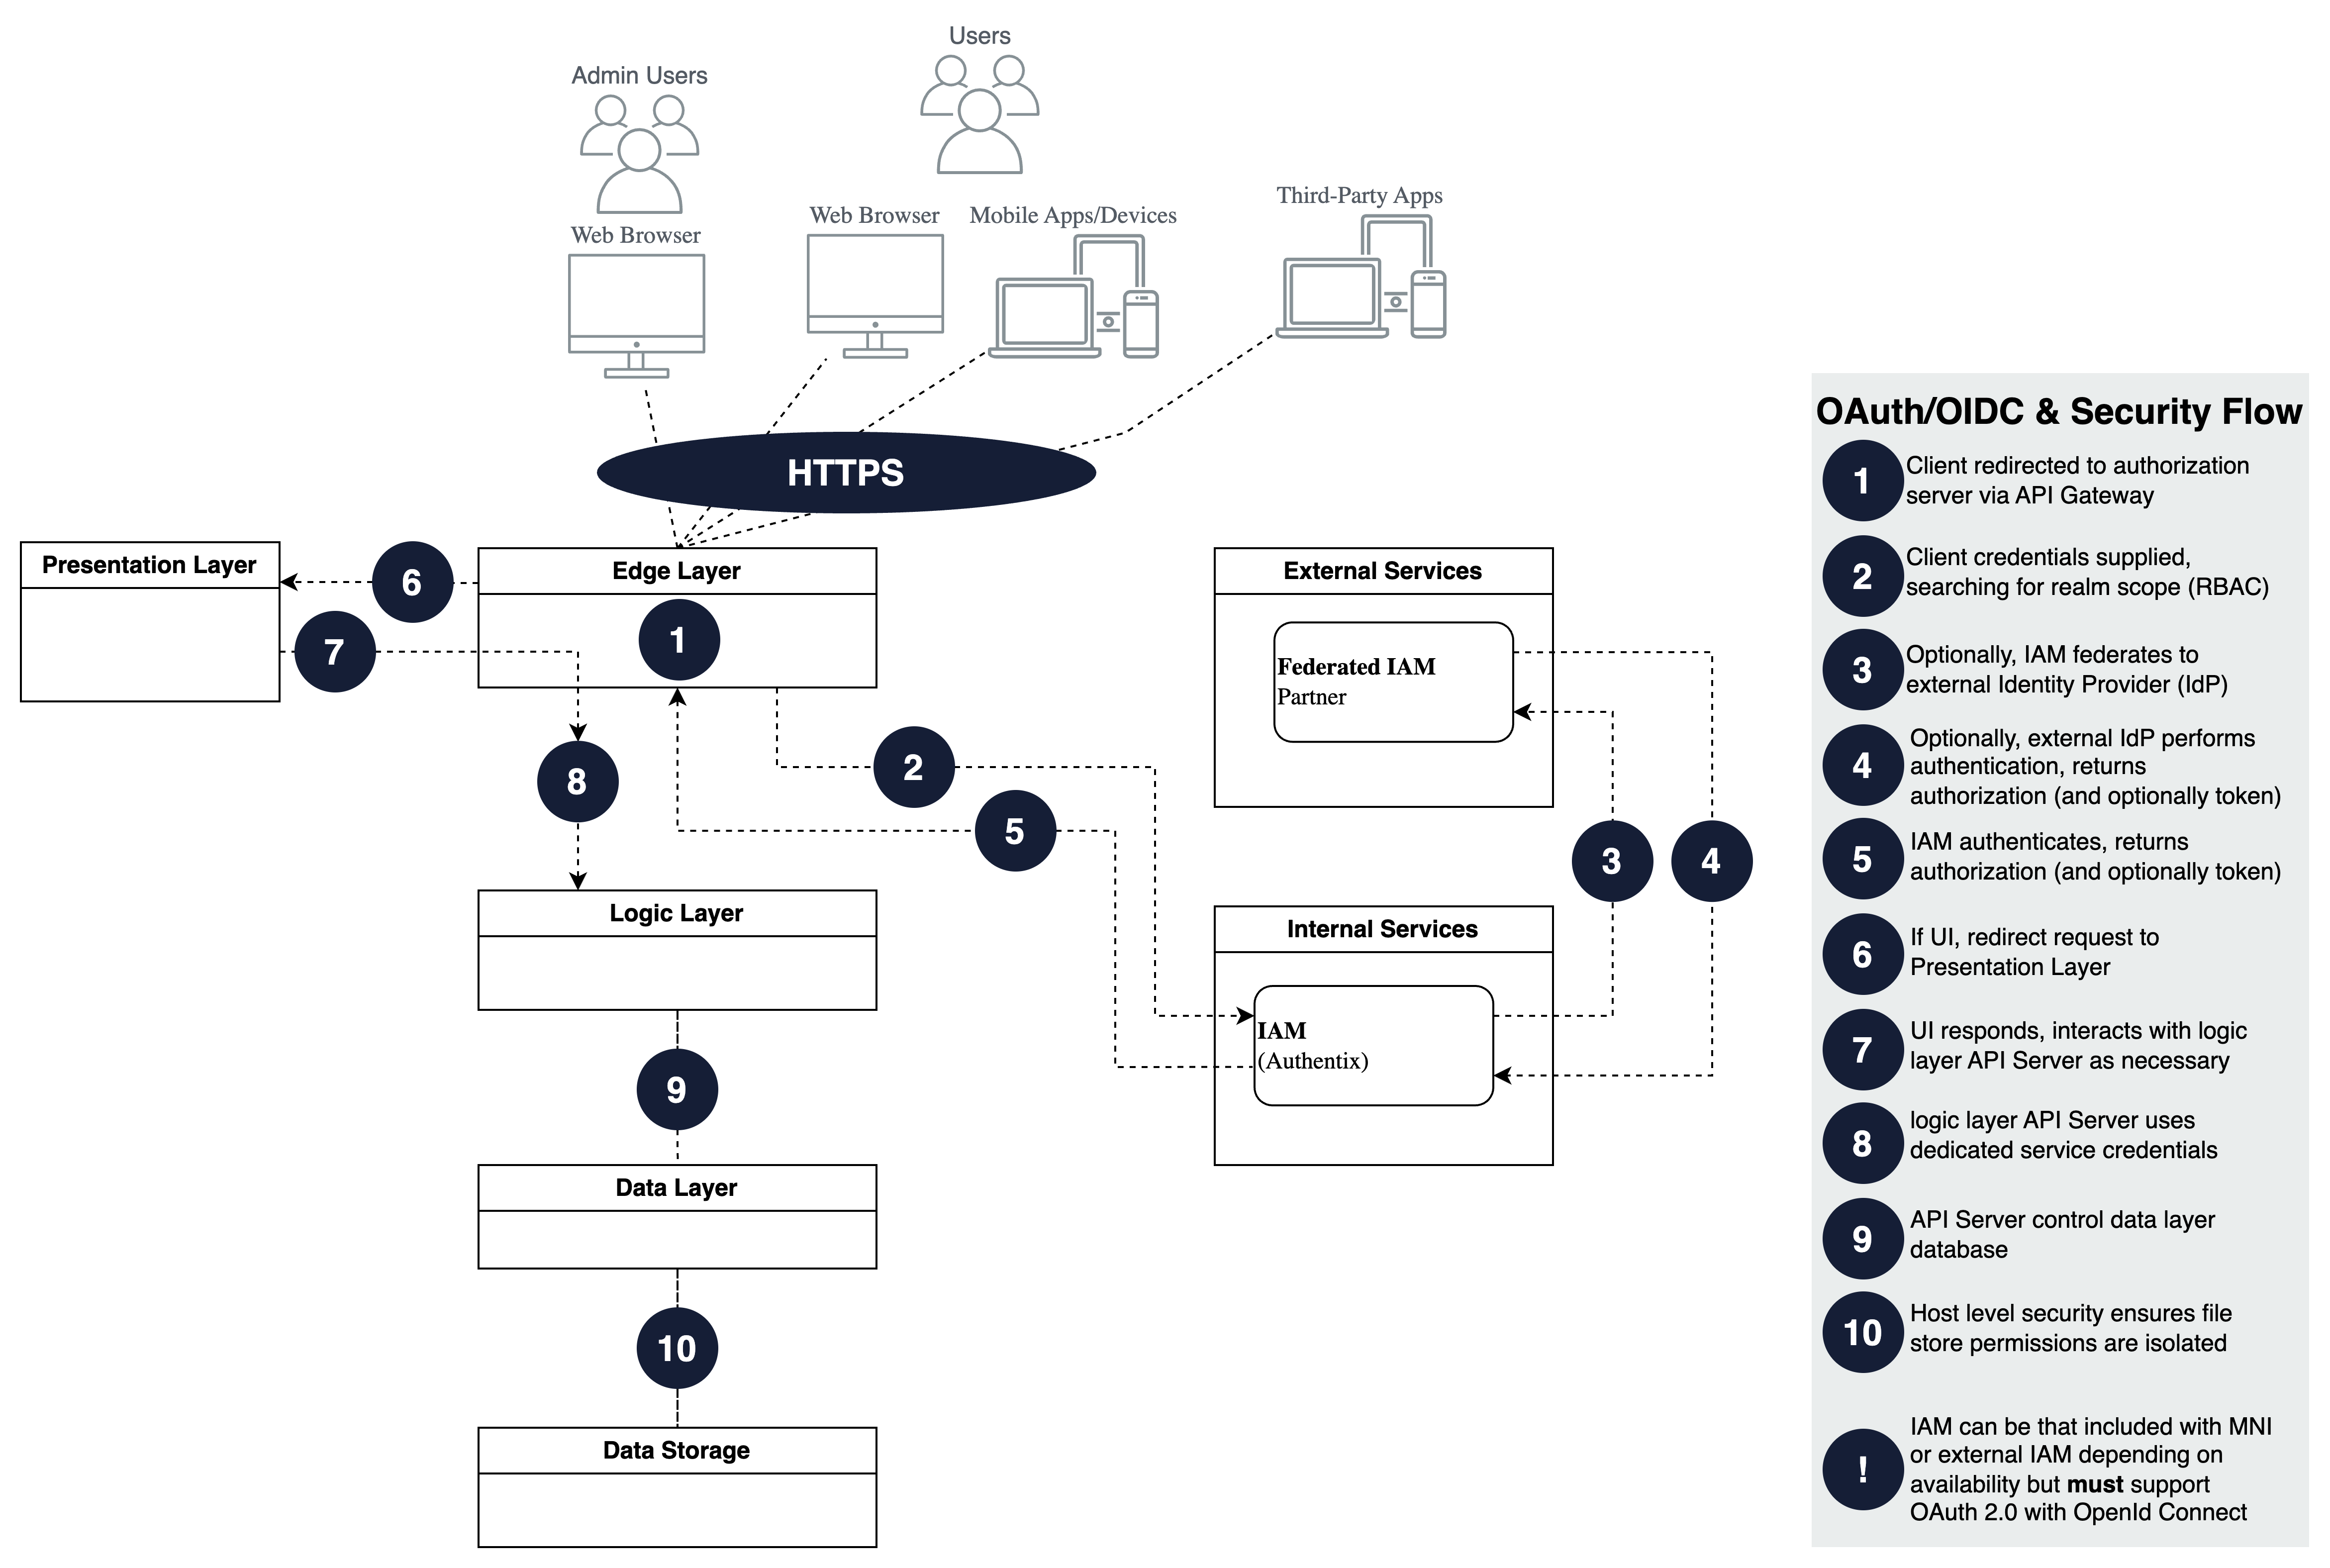 Users
Admin Users
Third-Party Apps
Web Browser
Mobile Apps/Devices
Web Browser
HTTPS
Presentation Layer
6
7
Edge Layer
1
8
2
5
External Services
Federated IAM
Partner
3
4
Logic Layer
Internal Services
IAM
(Authentix)
9
Data Layer
10
Data Storage
OAuth/OIDC & Security Flow
1
Client redirected to authorization
server via API Gateway
2
Client credentials supplied,
searching for realm scope (RBAC)
3
Optionally, IAM federates to
external Identity Provider (IdP)
4
Optionally, external IdP performs
authentication, returns
authorization (and optionally token)
5
IAM authenticates, returns
authorization (and optionally token)
6
If UI, redirect request to
Presentation Layer
7
UI responds, interacts with logic
layer API Server as necessary
8
logic layer API Server uses
dedicated service credentials
9
API Server control data layer
database
10
Host level security ensures file
store permissions are isolated
!
IAM can be that included with MNI
or external IAM depending on
availability but must support
OAuth 2.0 with OpenId Connect